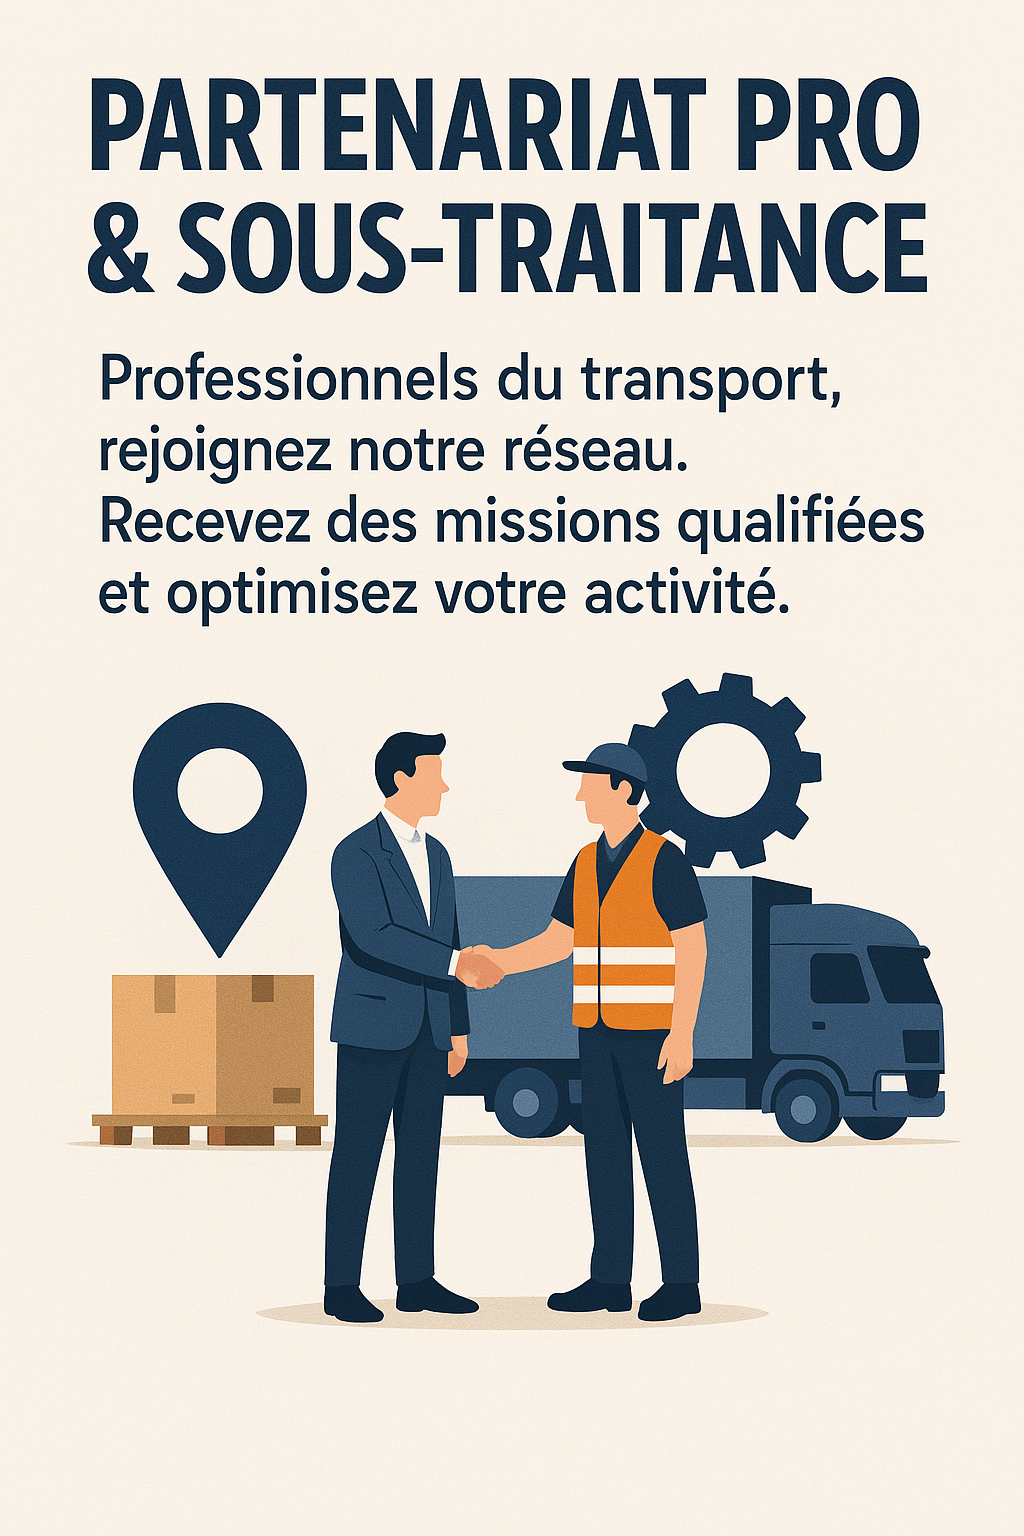 PARTENARIAT PRO
& SOUS-TRAITANCE
Professionnels du transport,
rejoignez notre réseau.
Recevez des missions qualifiées
et optimisez votre activité.